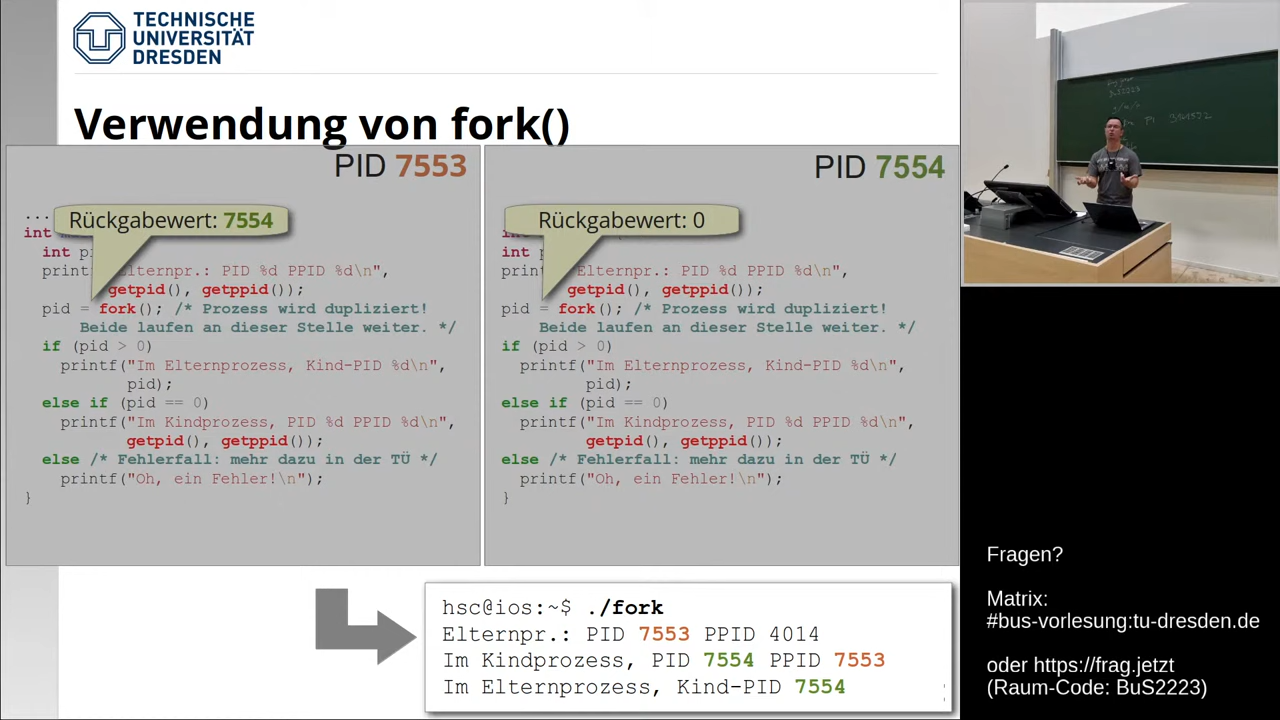 TECHNISCHE
UNIVERSITÄT
DRESDEN
Verwendung von fork()
PID 7553
...
Rückgabewert: 7554
int
int
print Elternpr.: PID %d PPID %d\n",
getpid(), getppid());
pid = fork(); /* Prozess wird dupliziert!
Beide laufen an dieser Stelle weiter. */
if (pid > 0)
printf("Im Elternprozess, Kind-PID %d\n",
pid);
else if (pid == 0)
printf("Im Kindprozess, PID %d PPID %d\n",
getpid(), getppid());
else /* Fehlerfall: mehr dazu in der TÜ */
printf("Oh, ein Fehler!\n");
}
PID 7554
Rückgabewert: 0
int
print Elternpr.: PID %d PPID %d\n",
getpid(), getppid());
pid = fork(); /* Prozess wird dupliziert!
Beide laufen an dieser Stelle weiter. */
if (pid > 0)
printf("Im Elternprozess, Kind-PID %d\n",
pid);
else if (pid == 0)
printf("Im Kindprozess, PID %d PPID %d\n",
getpid(), getppid());
else /* Fehlerfall: mehr dazu in der TÜ */
printf("Oh, ein Fehler!\n");
}
hsc@ios:~$ ./fork
Elternpr.: PID 7553 PPID 4014
Im Kindprozess, PID 7554 PPID 7553
Im Elternprozess, Kind-PID 7554
Fragen?
Matrix:
#bus-vorlesung:tu-dresden.de
oder https://frag.jetzt
(Raum-Code: BuS2223)